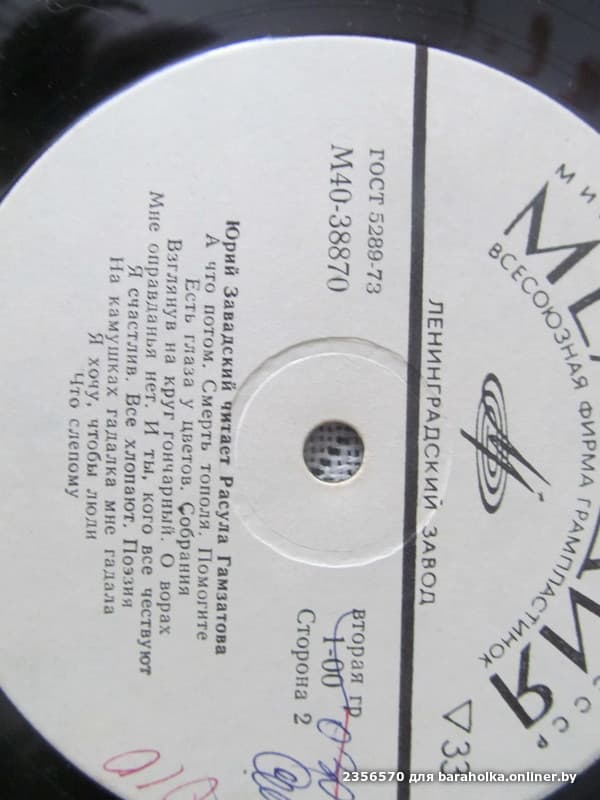 МЕ
ИЯ
ВСЕСОЮЗНАЯ ФИРМА ГРАМПЛАСТИНОК
ЛЕНИНГРАДСКИЙ ЗАВОД
▽33
ГОСТ 5289-73
М40-38870
вторая гр
1-00
Сторона 2
Юрий Завадский читает Расула Гамзатова
А что потом. Смерть тополя. Помогите
Есть глаза у цветов. Собрания
Взглянув на круг гончарный. О ворах
Мне оправданья нет. И ты, кого все чествуют
Я счастлив. Все хлопают. Поэзия
На камушках гадалка мне гадала
Я хочу, чтобы люди
Что слепому
2356570 для baraholka.onliner.by